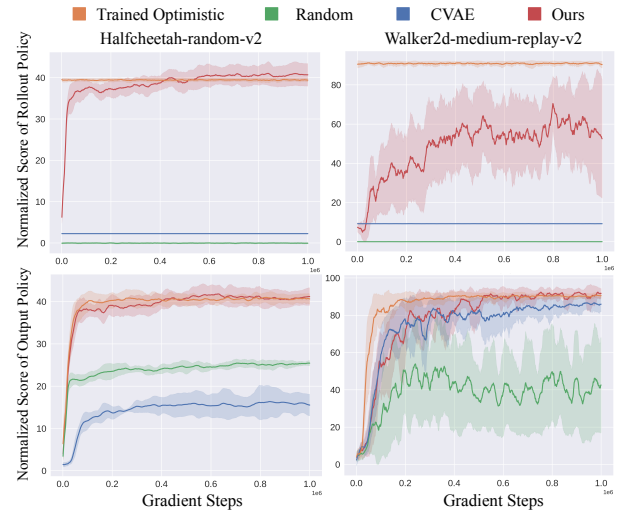 Trained Optimistic Random CVAE Ours
Halfcheetah-random-v2 Walker2d-medium-replay-v2
Normalized Score of Rollout Policy
40
30
20
10
0
0.0 0.2 0.4 0.6 0.8 1.0
1e6
80
60
40
20
0
0.0 0.2 0.4 0.6 0.8 1.0
1e6
Normalized Score of Output Policy
40
30
20
10
0
0.0 0.2 0.4 0.6 0.8 1.0
1e6
Gradient Steps
100
80
60
40
20
0
0.0 0.2 0.4 0.6 0.8 1.0
1e6
Gradient Steps